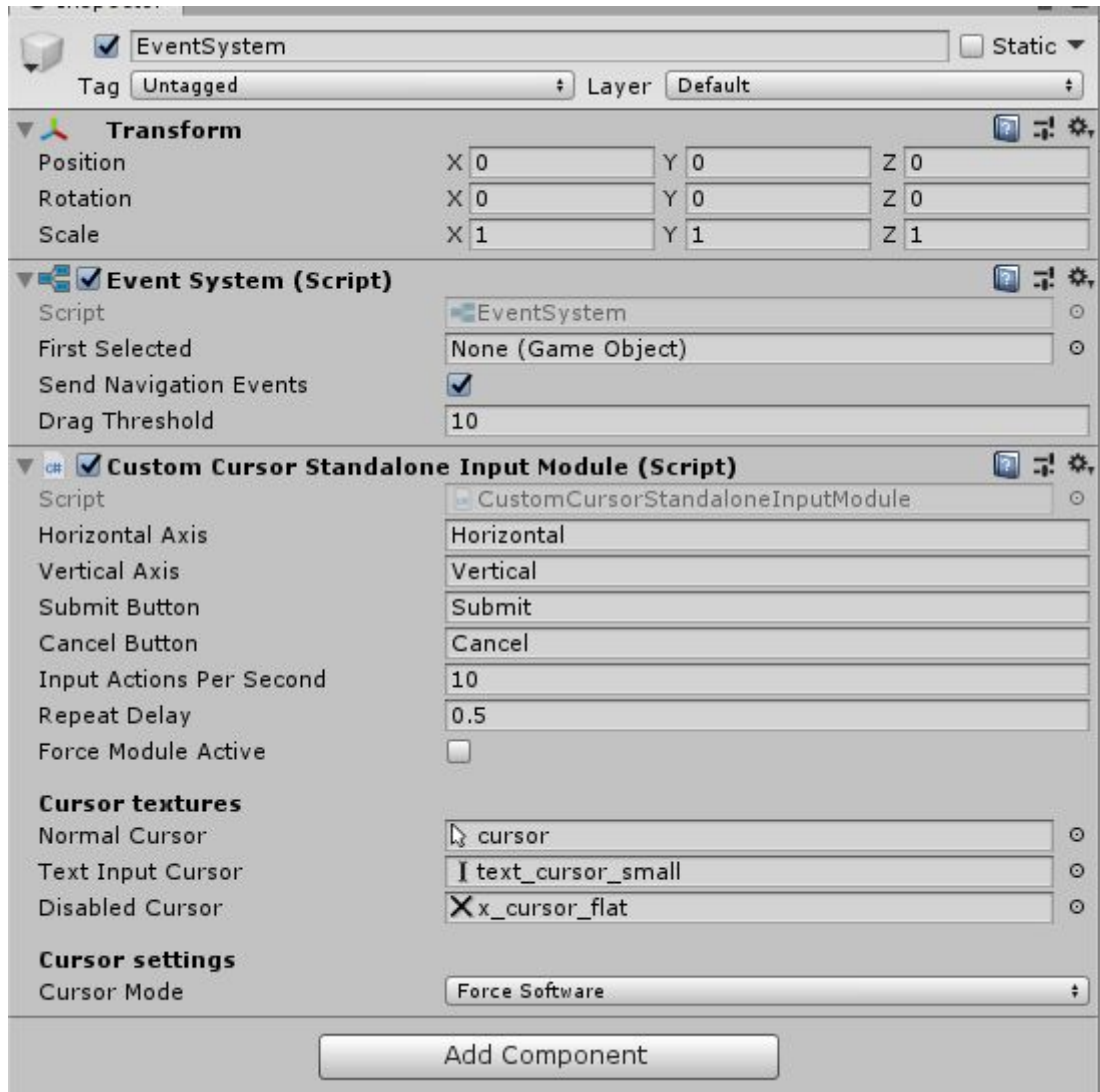 Inspector
EventSystem Static
Tag Untagged Layer Default
Transform
Position X 0 Y 0 Z 0
Rotation X 0 Y 0 Z 0
Scale X 1 Y 1 Z 1
Event System (Script)
Script EventSystem
First Selected None (Game Object)
Send Navigation Events
Drag Threshold 10
c# Custom Cursor Standalone Input Module (Script)
Script CustomCursorStandaloneInputModule
Horizontal Axis Horizontal
Vertical Axis Vertical
Submit Button Submit
Cancel Button Cancel
Input Actions Per Second 10
Repeat Delay 0.5
Force Module Active
Cursor textures
Normal Cursor cursor
Text Input Cursor text_cursor_small
Disabled Cursor x_cursor_flat
Cursor settings
Cursor Mode Force Software
Add Component